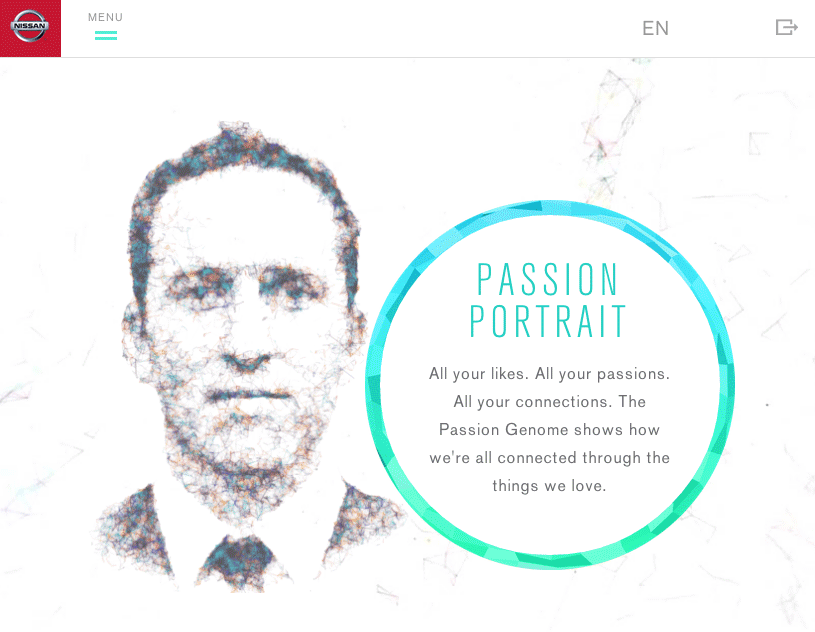 NISSAN
MENU
EN
PASSION
PORTRAIT
All your likes. All your passions.
All your connections. The
Passion Genome shows how
we're all connected through the
things we love.